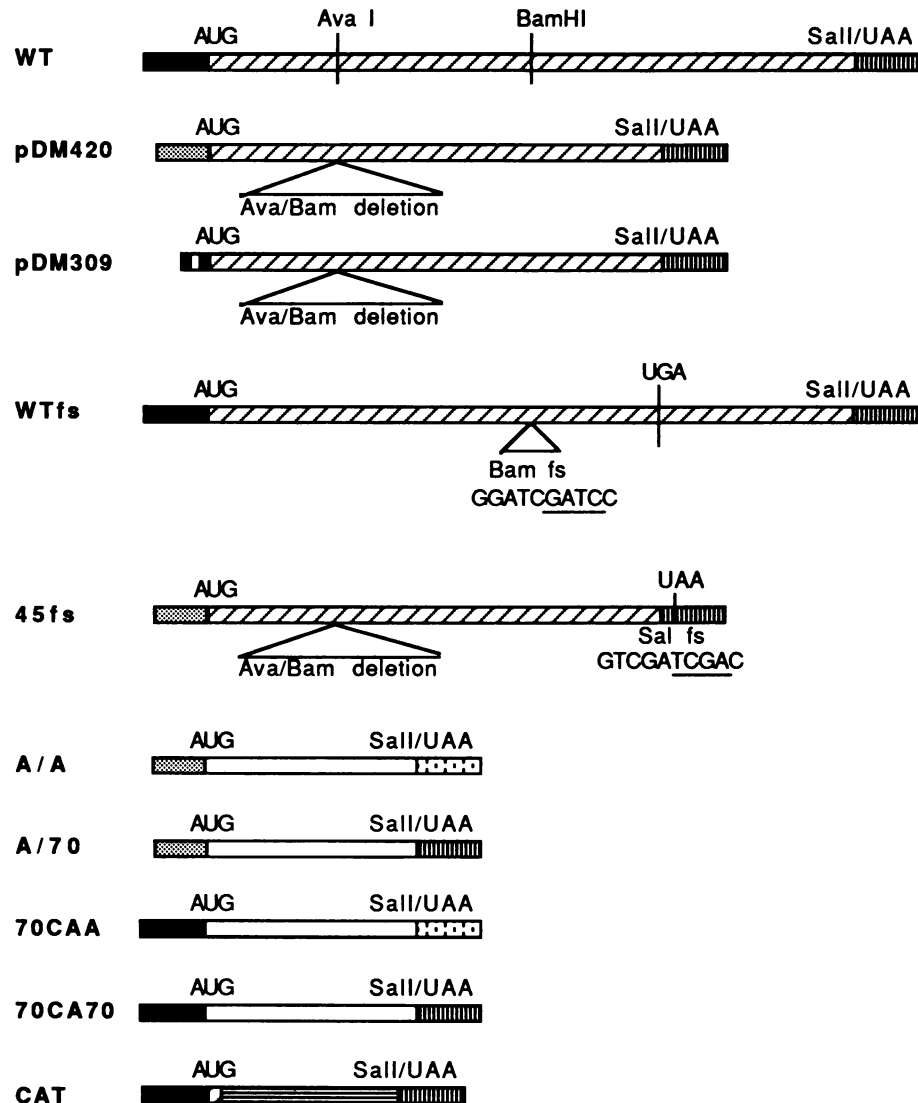 Ava I BamHI
AUG SalI/UAA
WT
AUG SalI/UAA
pDM420
Ava/Bam deletion
AUG SalI/UAA
pDM309
Ava/Bam deletion
UGA
AUG SalI/UAA
WTfs
Bam fs
GGATCGATCC
AUG UAA
45fs
Sal fs
Ava/Bam deletion GTCGATCGAC
AUG SalI/UAA
A/A
AUG SalI/UAA
A/70
AUG SalI/UAA
70CAA
AUG SalI/UAA
70CA70
AUG SalI/UAA
CAT